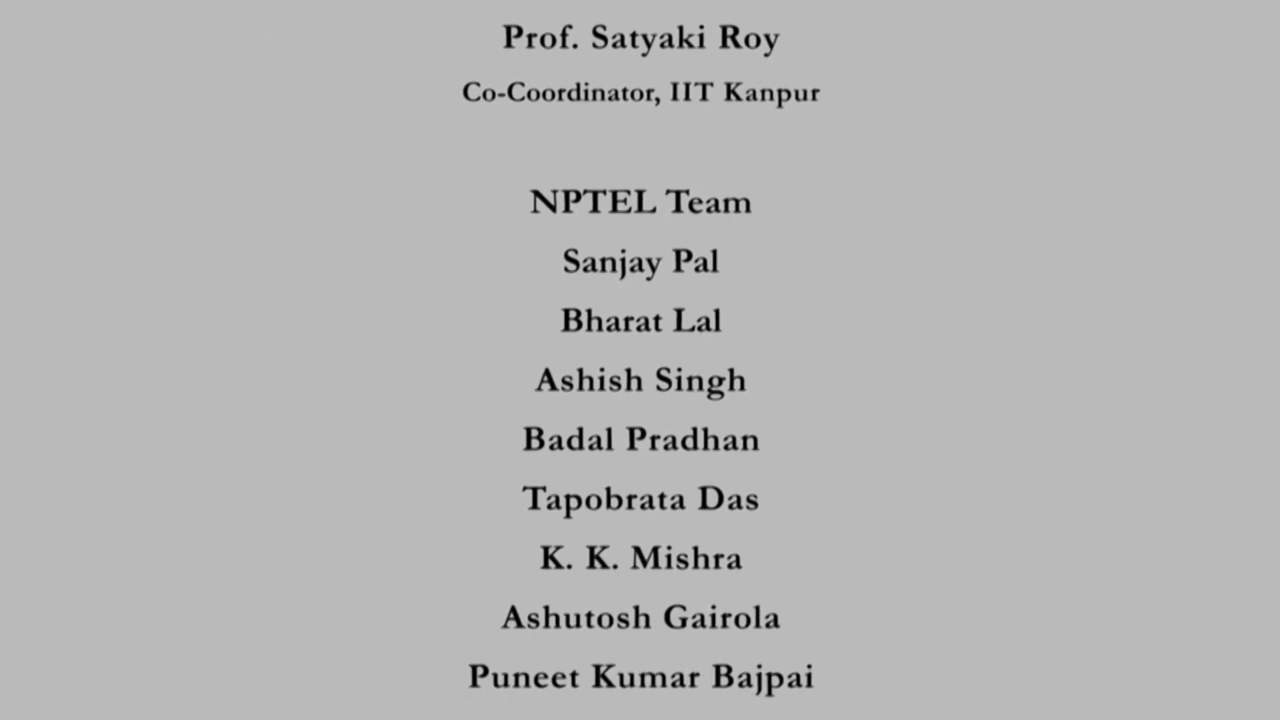 Prof. Satyaki Roy
Co-Coordinator, IIT Kanpur
NPTEL Team
Sanjay Pal
Bharat Lal
Ashish Singh
Badal Pradhan
Tapobrata Das
K. K. Mishra
Ashutosh Gairola
Puneet Kumar Bajpai